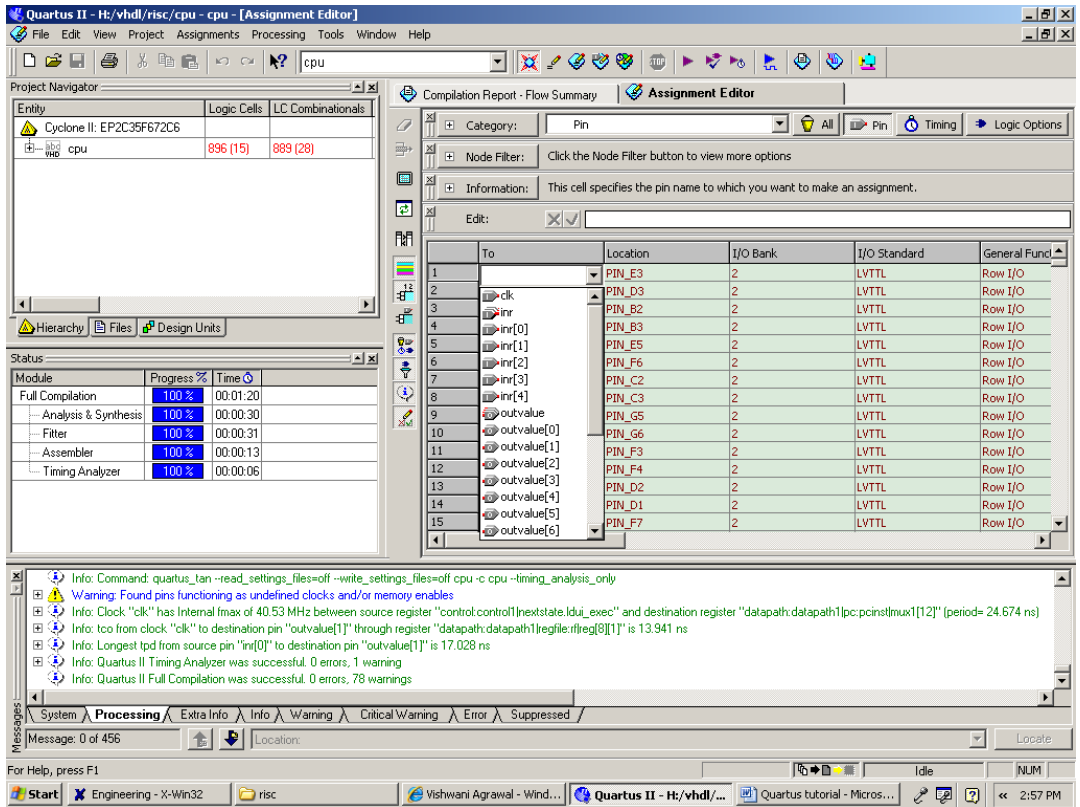 Quartus II - H:/vhdl/risc/cpu - cpu - [Assignment Editor]
File Edit View Project Assignments Processing Tools Window Help
cpu
Project Navigator
Entity Logic Cells LC Combinationals
Cyclone II: EP2C35F672C6
abc VHD cpu 896 (15) 889 (28)
Hierarchy Files Design Units
Status
Module Progress % Time
Full Compilation 100 % 00:01:20
Analysis & Synthesis 100 % 00:00:30
Fitter 100 % 00:00:31
Assembler 100 % 00:00:13
Timing Analyzer 100 % 00:00:06
Compilation Report - Flow Summary Assignment Editor
Category: Pin All Pin Timing Logic Options
Node Filter: Click the Node Filter button to view more options
Information: This cell specifies the pin name to which you want to make an assignment.
Edit:
To Location I/O Bank I/O Standard General Funct
1 PIN_E3 2 LVTTL Row I/O
2 PIN_D3 2 LVTTL Row I/O
3 PIN_B2 2 LVTTL Row I/O
4 PIN_B3 2 LVTTL Row I/O
5 PIN_E5 2 LVTTL Row I/O
6 PIN_F6 2 LVTTL Row I/O
7 PIN_C2 2 LVTTL Row I/O
8 PIN_C3 2 LVTTL Row I/O
9 PIN_G5 2 LVTTL Row I/O
10 PIN_G6 2 LVTTL Row I/O
11 PIN_F3 2 LVTTL Row I/O
12 PIN_F4 2 LVTTL Row I/O
13 PIN_D2 2 LVTTL Row I/O
14 PIN_D1 2 LVTTL Row I/O
15 PIN_F7 2 LVTTL Row I/O
clk
inr
inr[0]
inr[1]
inr[2]
inr[3]
inr[4]
outvalue
outvalue[0]
outvalue[1]
outvalue[2]
outvalue[3]
outvalue[4]
outvalue[5]
outvalue[6]
Info: Command: quartus_tan --read_settings_files=off --write_settings_files=off cpu -c cpu --timing_analysis_only
Warning: Found pins functioning as undefined clocks and/or memory enables
Info: Clock "clk" has Internal fmax of 40.53 MHz between source register "control:control1|nextstate.ldui_exec" and destination register "datapath:datapath1|pc:pcinst|mux1[12]" (period= 24.674 ns)
Info: tco from clock "clk" to destination pin "outvalue[1]" through register "datapath:datapath1|regfile:rf|reg[8][1]" is 13.941 ns
Info: Longest tpd from source pin "inr[0]" to destination pin "outvalue[1]" is 17.028 ns
Info: Quartus II Timing Analyzer was successful. 0 errors, 1 warning
Info: Quartus II Full Compilation was successful. 0 errors, 78 warnings
Messages
System Processing Extra Info Info Warning Critical Warning Error Suppressed
Message: 0 of 456 Location: Locate
For Help, press F1 Idle NUM
Start Engineering - X-Win32 risc Vishwani Agrawal - Wind... Quartus II - H:/vhdl/... Quartus tutorial - Micros... « 2:57 PM